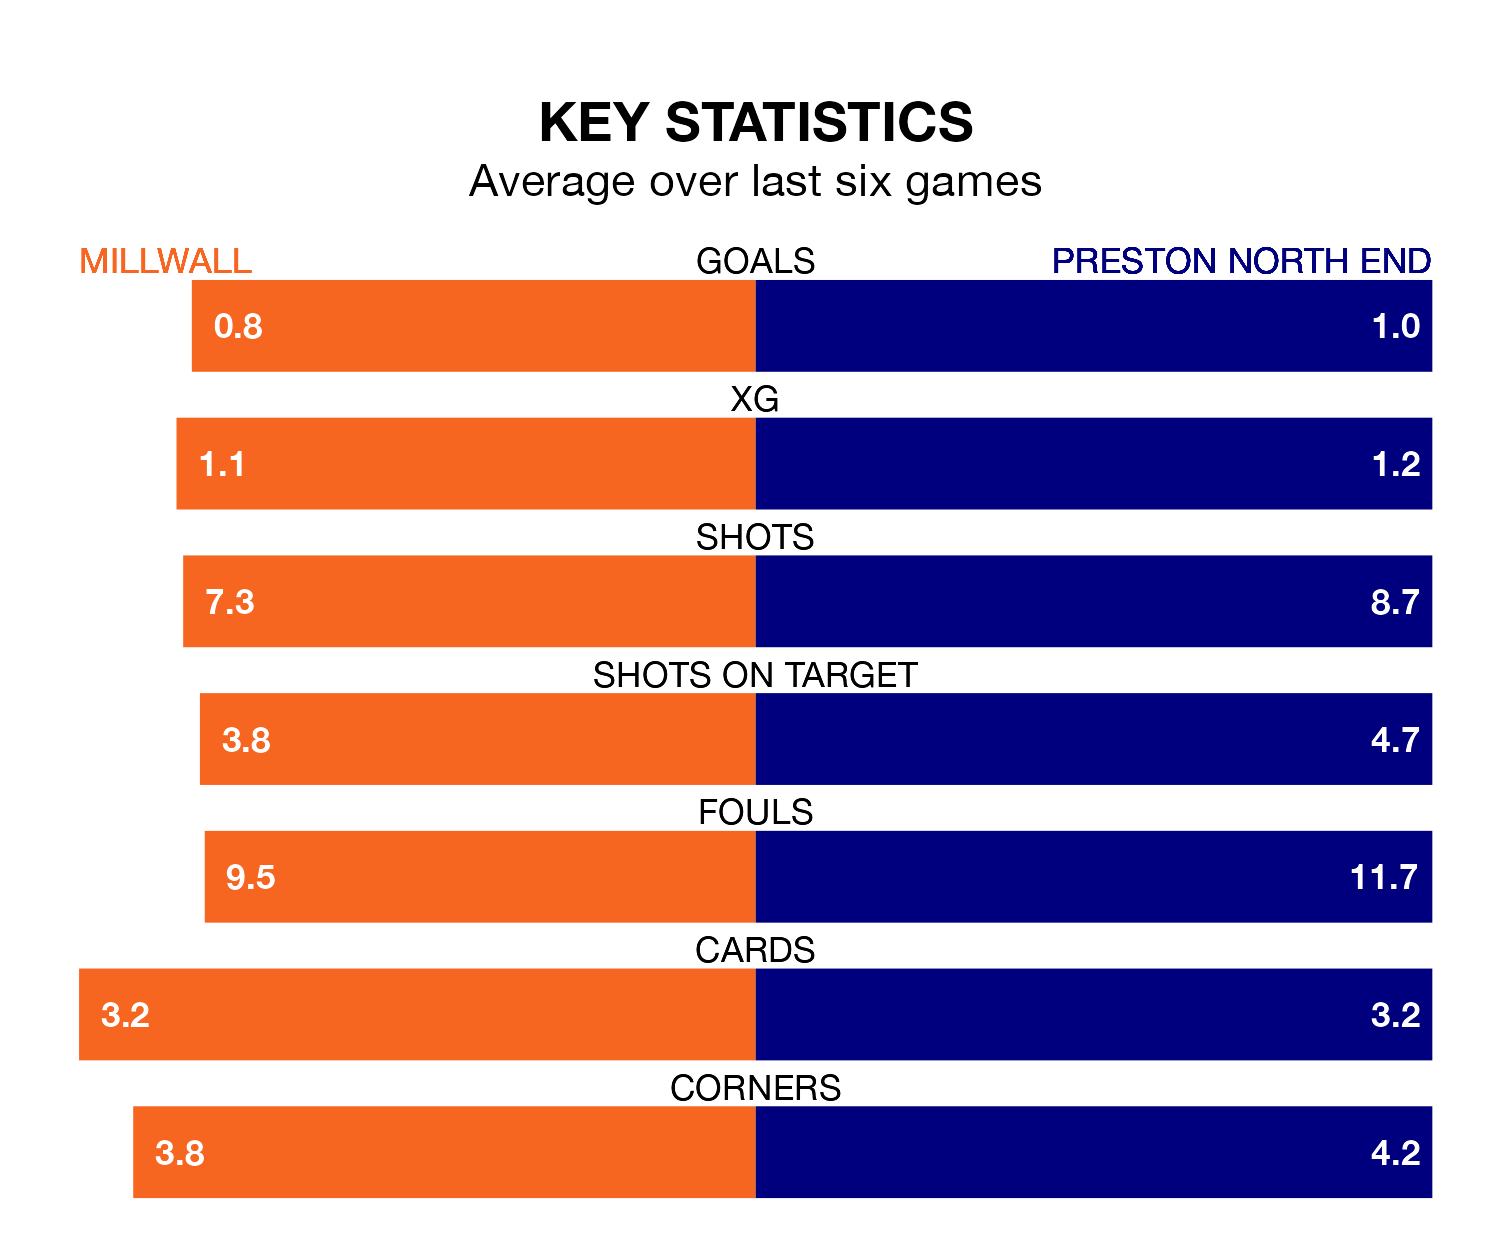 KEY STATISTICS
Average over last six games
MILLWALL GOALS PRESTON NORTH END
0.8 1.0
XG
1.1 1.2
SHOTS
7.3 8.7
SHOTS ON TARGET
3.8 4.7
FOULS
9.5 11.7
CARDS
3.2 3.2
CORNERS
3.8 4.2